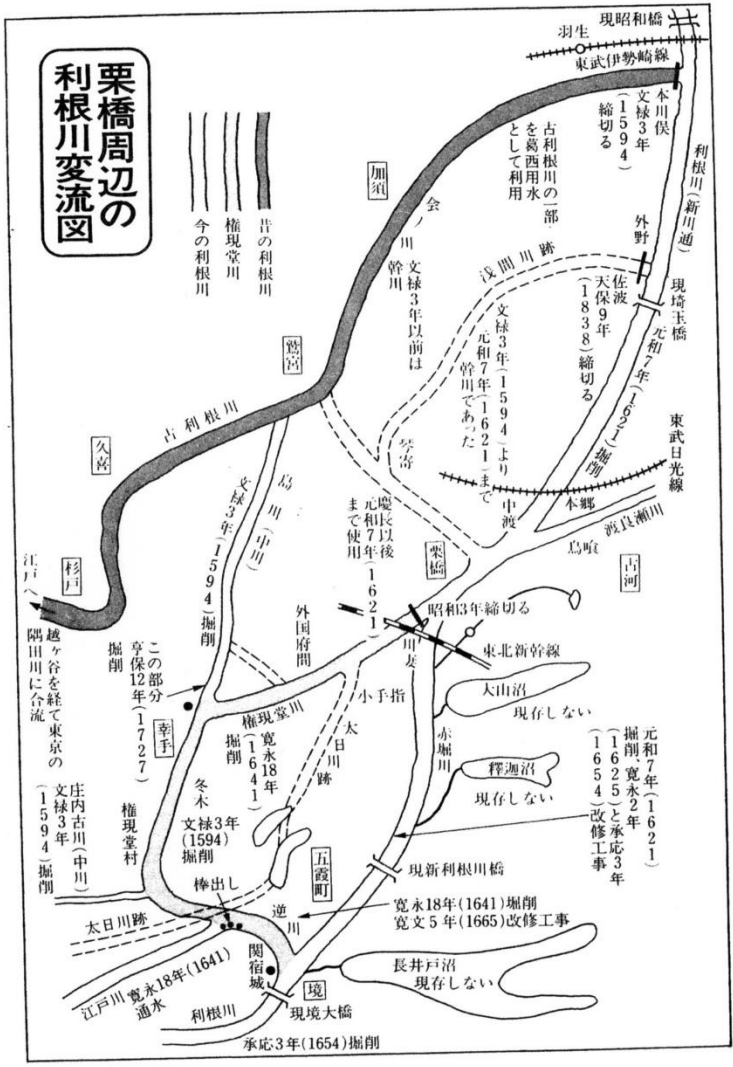 栗橋周辺の
利根川変流図
昔の利根川
権現堂川
今の利根川
現昭和橋
羽生
東武伊勢崎線
本川俣
文禄3年
(1594)
締切る
利根川(新川通)
古利根川の一部
を葛西用水
として利用
加須
会ノ川
文禄3年以前は
幹川
外野
浅間川跡
佐波
天保9年
(1838)締切る
現埼玉橋
元和7年(1621)掘削
文禄3年(1594)より
元和7年(1621)まで
幹川であった
鷲宮
古利根川
久喜
琴寄
東武日光線
中渡
本郷
渡良瀬川
島川(中川)
文禄3年(1594)掘削
慶長以後
元和7年(1621)
まで使用
栗橋
鳥喰
古河
杉戸
江戸へ
越ヶ谷を経て東京の
隅田川に合流
昭和3年締切る
川妻
東北新幹線
外国府間
この部分
享保12年(1727)
掘削
小手指
大山沼
現存しない
幸手
権現堂川
寛永18年
(1641)
掘削
太日川跡
赤堀川
釋迦沼
現存しない
元和7年(1621)
掘削、寛永2年
(1625)と承応3年
(1654)改修工事
冬木
文禄3年
(1594)
掘削
権現堂村
庄内古川(中川)
文禄3年
(1594)掘削
五霞町
現新利根川橋
棒出し
逆川
寛永18年(1641)掘削
寛文5年(1665)改修工事
太日川跡
関宿城
長井戸沼
現存しない
江戸川
寛永18年(1641)
通水
境
利根川
現境大橋
承応3年(1654)掘削